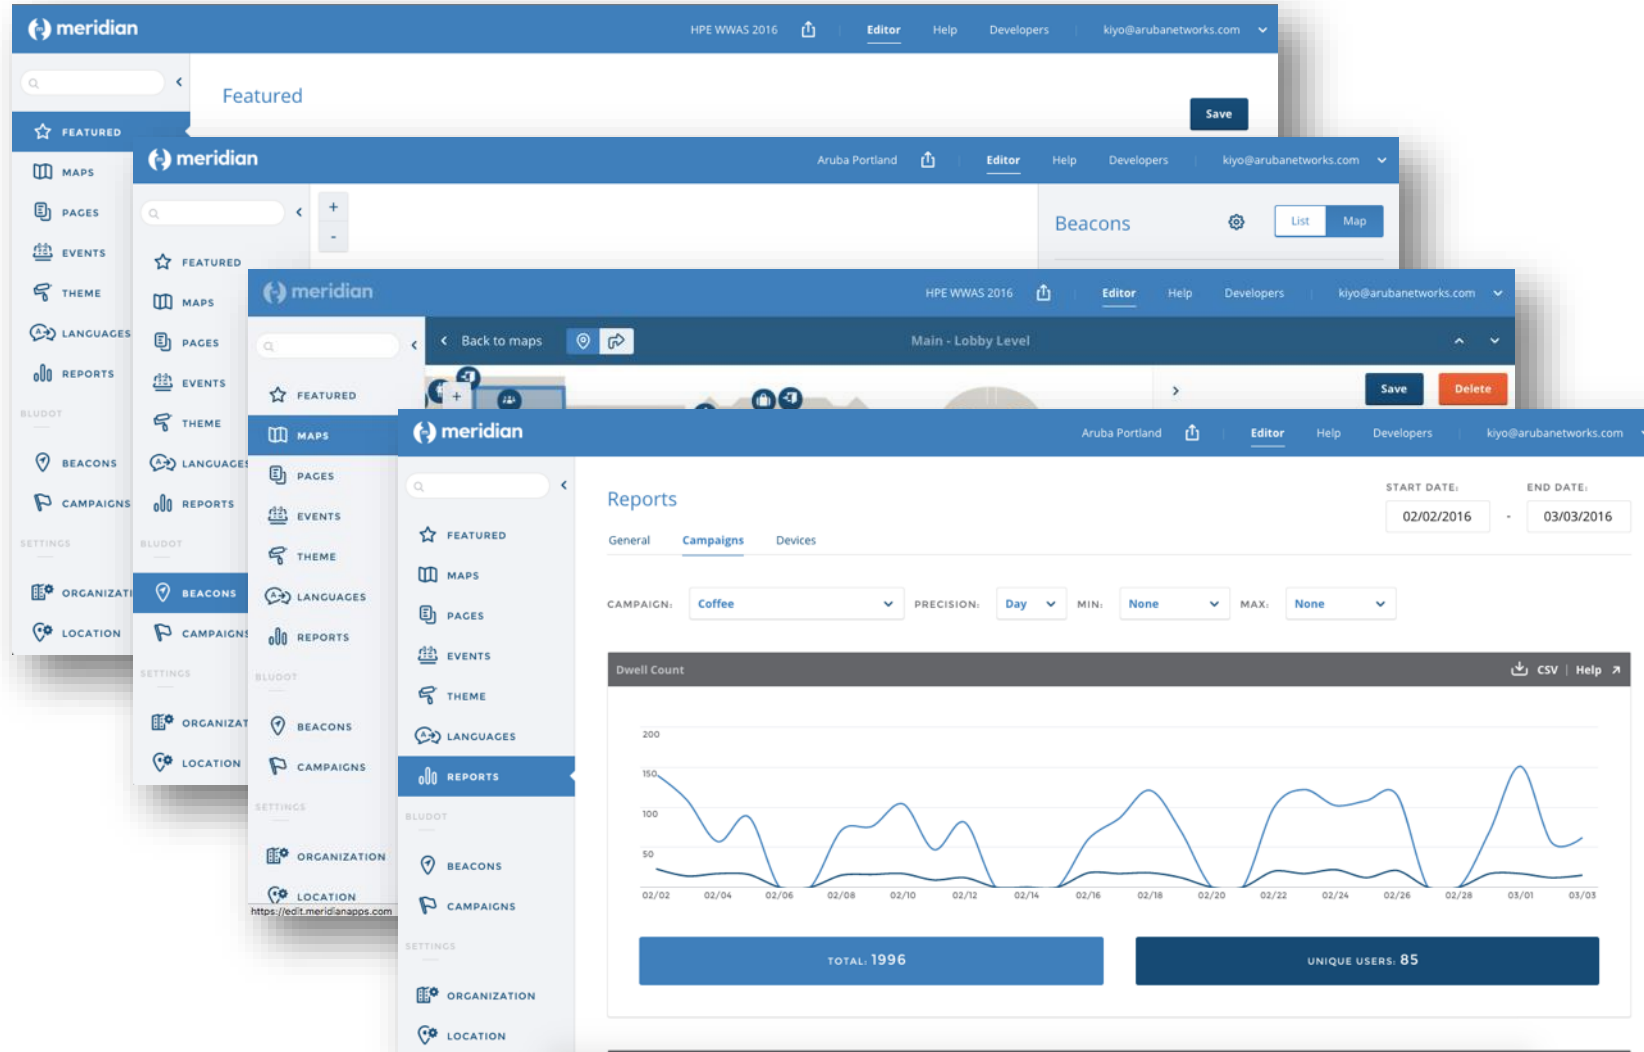 meridian
HPE WWAS 2016 Editor Help Developers kiyo@arubanetworks.com
Featured
Save
FEATURED
MAPS
PAGES
EVENTS
THEME
LANGUAGES
REPORTS
BLUDOT
BEACONS
CAMPAIGNS
SETTINGS
ORGANIZATI
LOCATION
meridian
Aruba Portland Editor Help Developers kiyo@arubanetworks.com
+
-
Beacons List Map
FEATURED
MAPS
PAGES
EVENTS
THEME
LANGUAGES
REPORTS
BLUDOT
BEACONS
CAMPAIGNS
SETTINGS
ORGANIZAT
LOCATION
meridian
HPE WWAS 2016 Editor Help Developers kiyo@arubanetworks.com
Back to maps Main - Lobby Level
+
Save Delete
FEATURED
MAPS
PAGES
EVENTS
THEME
LANGUAGES
REPORTS
BLUDOT
BEACONS
CAMPAIGNS
SETTINGS
ORGANIZATION
LOCATION
https://edit.meridianapps.com
meridian
Aruba Portland Editor Help Developers kiyo@arubanetworks.com
FEATURED
MAPS
PAGES
EVENTS
THEME
LANGUAGES
REPORTS
BLUDOT
BEACONS
CAMPAIGNS
SETTINGS
ORGANIZATION
LOCATION
Reports
START DATE: END DATE:
02/02/2016 - 03/03/2016
General Campaigns Devices
CAMPAIGN: Coffee PRECISION: Day MIN: None MAX: None
Dwell Count CSV | Help
200
150
100
50
02/02 02/04 02/06 02/08 02/10 02/12 02/14 02/16 02/18 02/20 02/22 02/24 02/26 02/28 03/01 03/03
TOTAL: 1996 UNIQUE USERS: 85